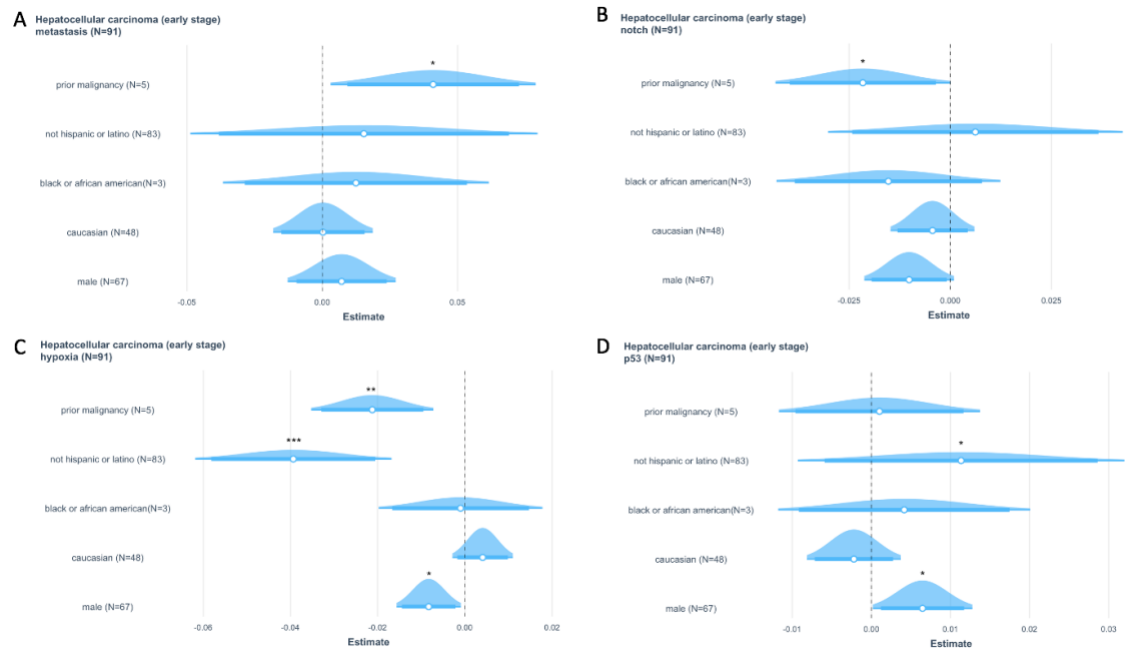 A
Hepatocellular carcinoma (early stage)
metastasis (N=91)
*
prior malignancy (N=5)
not hispanic or latino (N=83)
black or african american(N=3)
caucasian (N=48)
male (N=67)
-0.05
0.00
0.05
Estimate
B
Hepatocellular carcinoma (early stage)
notch (N=91)
*
prior malignancy (N=5)
not hispanic or latino (N=83)
black or african american(N=3)
caucasian (N=48)
male (N=67)
-0.025
0.000
0.025
Estimate
C
Hepatocellular carcinoma (early stage)
hypoxia (N=91)
**
prior malignancy (N=5)
***
not hispanic or latino (N=83)
black or african american(N=3)
caucasian (N=48)
*
male (N=67)
-0.06
-0.04
-0.02
0.00
0.02
Estimate
D
Hepatocellular carcinoma (early stage)
p53 (N=91)
prior malignancy (N=5)
*
not hispanic or latino (N=83)
black or african american(N=3)
caucasian (N=48)
*
male (N=67)
-0.01
0.00
0.01
0.02
0.03
Estimate